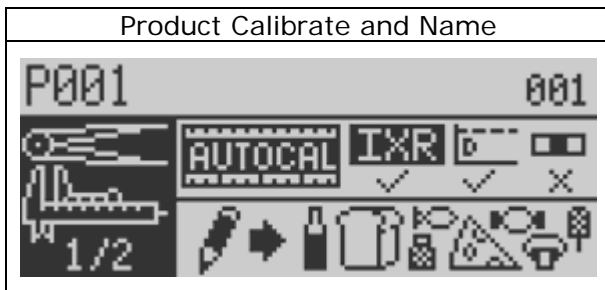 Product Calibrate and Name
P001 001
AUTOCAL IXR D
1/2